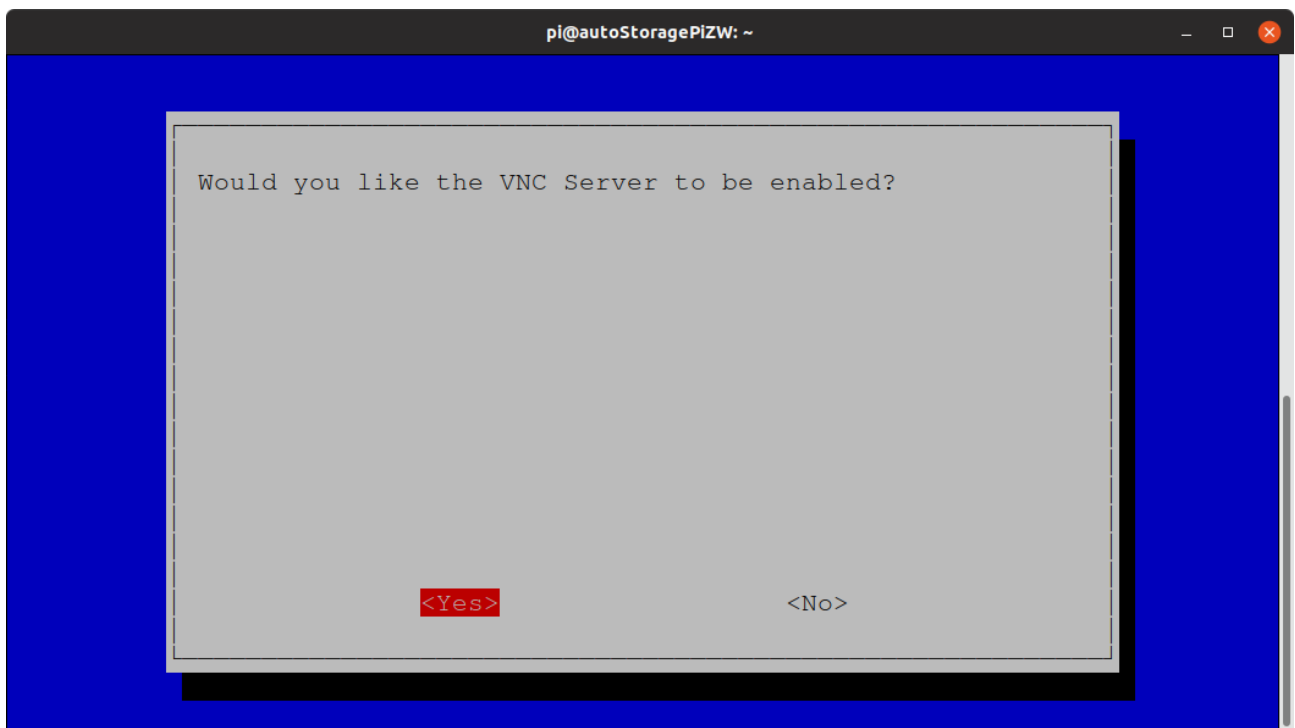 pi@autoStoragePiZW: ~
Would you like the VNC Server to be enabled?
<Yes> <No>